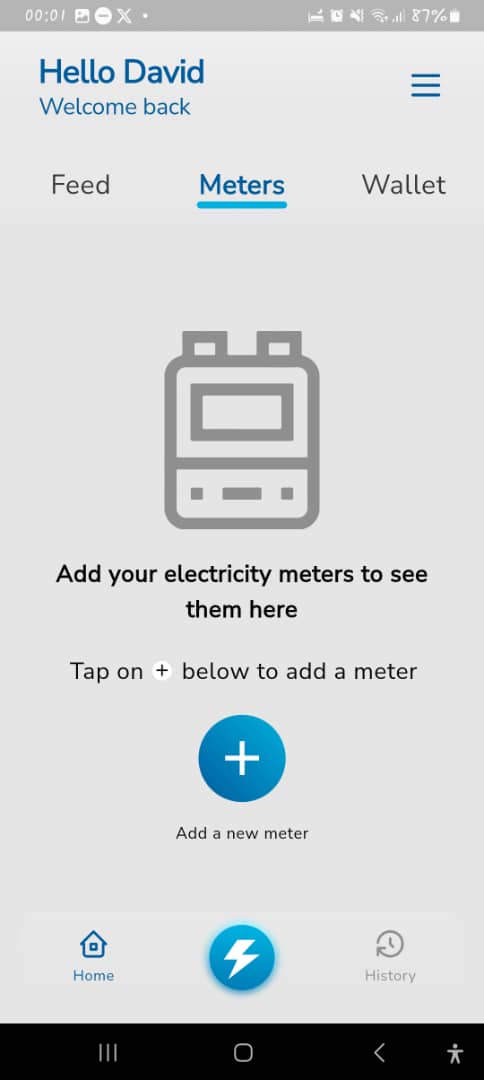 00:01 87%
Hello David
Welcome back
Feed Meters Wallet
Add your electricity meters to see
them here
Tap on + below to add a meter
+
Add a new meter
Home History